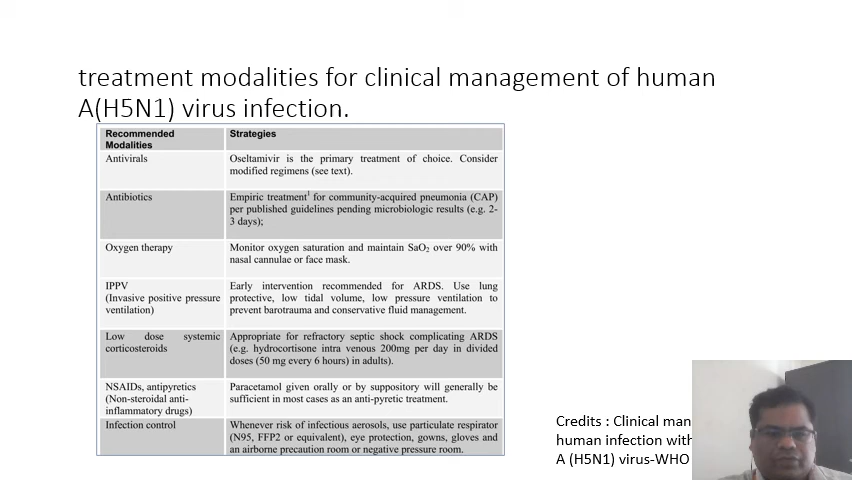 treatment modalities for clinical management of human
A(H5N1) virus infection.
Recommended Modalities Strategies
Antivirals Oseltamivir is the primary treatment of choice. Consider
modified regimens (see text).
Antibiotics Empiric treatment¹ for community-acquired pneumonia (CAP)
per published guidelines pending microbiologic results (e.g. 2-
3 days);
Oxygen therapy Monitor oxygen saturation and maintain SaO₂ over 90% with
nasal cannulae or face mask.
IPPV Early intervention recommended for ARDS. Use lung
(Invasive positive pressure protective, low tidal volume, low pressure ventilation to
ventilation) prevent barotrauma and conservative fluid management.
Low dose systemic Appropriate for refractory septic shock complicating ARDS
corticosteroids (e.g. hydrocortisone intra venous 200mg per day in divided
doses (50 mg every 6 hours) in adults).
NSAIDs, antipyretics Paracetamol given orally or by suppository will generally be
(Non-steroidal anti- sufficient in most cases as an anti-pyretic treatment.
inflammatory drugs)
Infection control Whenever risk of infectious aerosols, use particulate respirator
(N95, FFP2 or equivalent), eye protection, gowns, gloves and
an airborne precaution room or negative pressure room.
Credits : Clinical man
human infection with
A (H5N1) virus-WHO